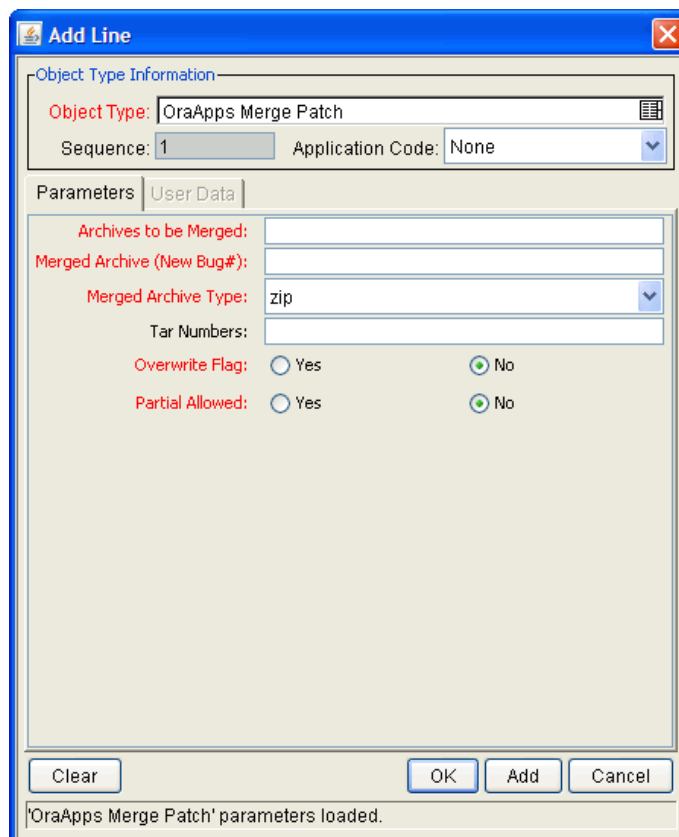 Add Line
Object Type Information
Object Type: OraApps Merge Patch
Sequence: 1 Application Code: None
Parameters User Data
Archives to be Merged:
Merged Archive (New Bug#):
Merged Archive Type: zip
Tar Numbers:
Overwrite Flag: Yes No
Partial Allowed: Yes No
Clear OK Add Cancel
'OraApps Merge Patch' parameters loaded.